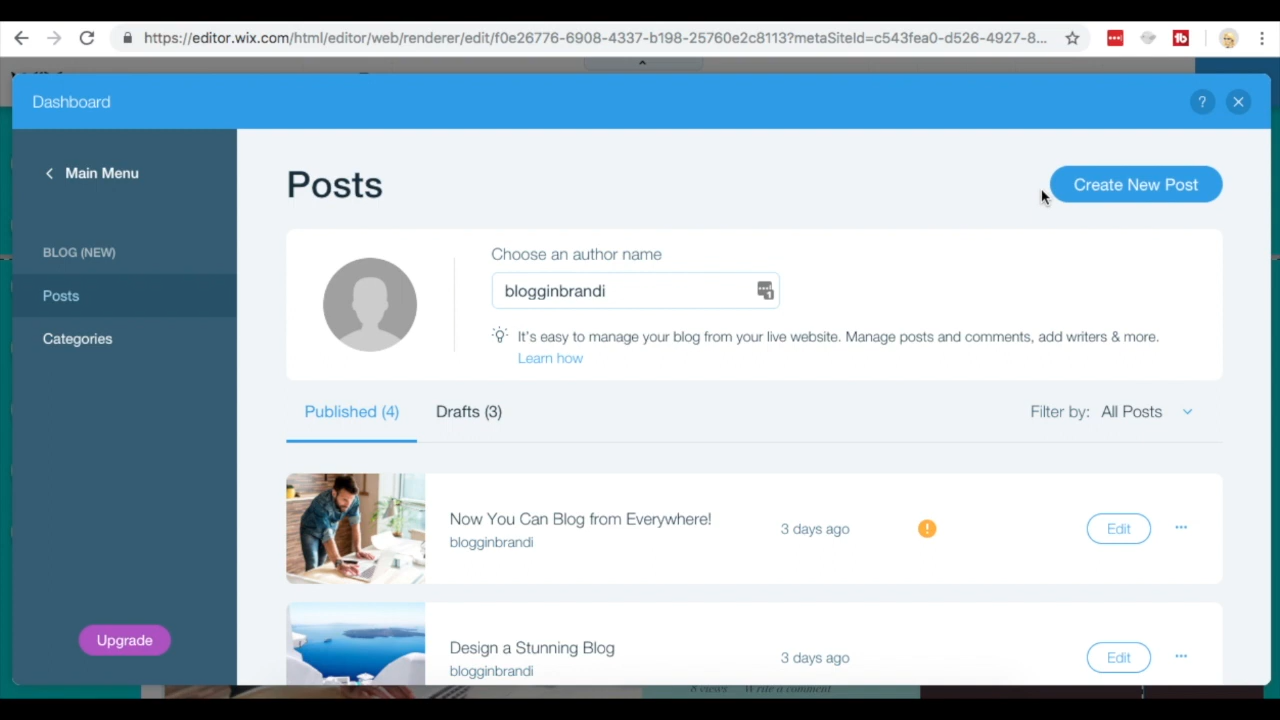 https://editor.wix.com/html/editor/web/renderer/edit/f0e26776-6908-4337-b198-25760e2c8113?metaSiteId=c543fea0-d526-4927-8...
Dashboard
?
Main Menu
Posts
Create New Post
BLOG (NEW)
Choose an author name
Posts
blogginbrandi
Categories
It's easy to manage your blog from your live website. Manage posts and comments, add writers & more.
Learn how
Published (4)
Drafts (3)
Filter by: All Posts
Now You Can Blog from Everywhere!
blogginbrandi
3 days ago
!
Edit
Design a Stunning Blog
blogginbrandi
3 days ago
Edit
Upgrade
8 views
Write a comment